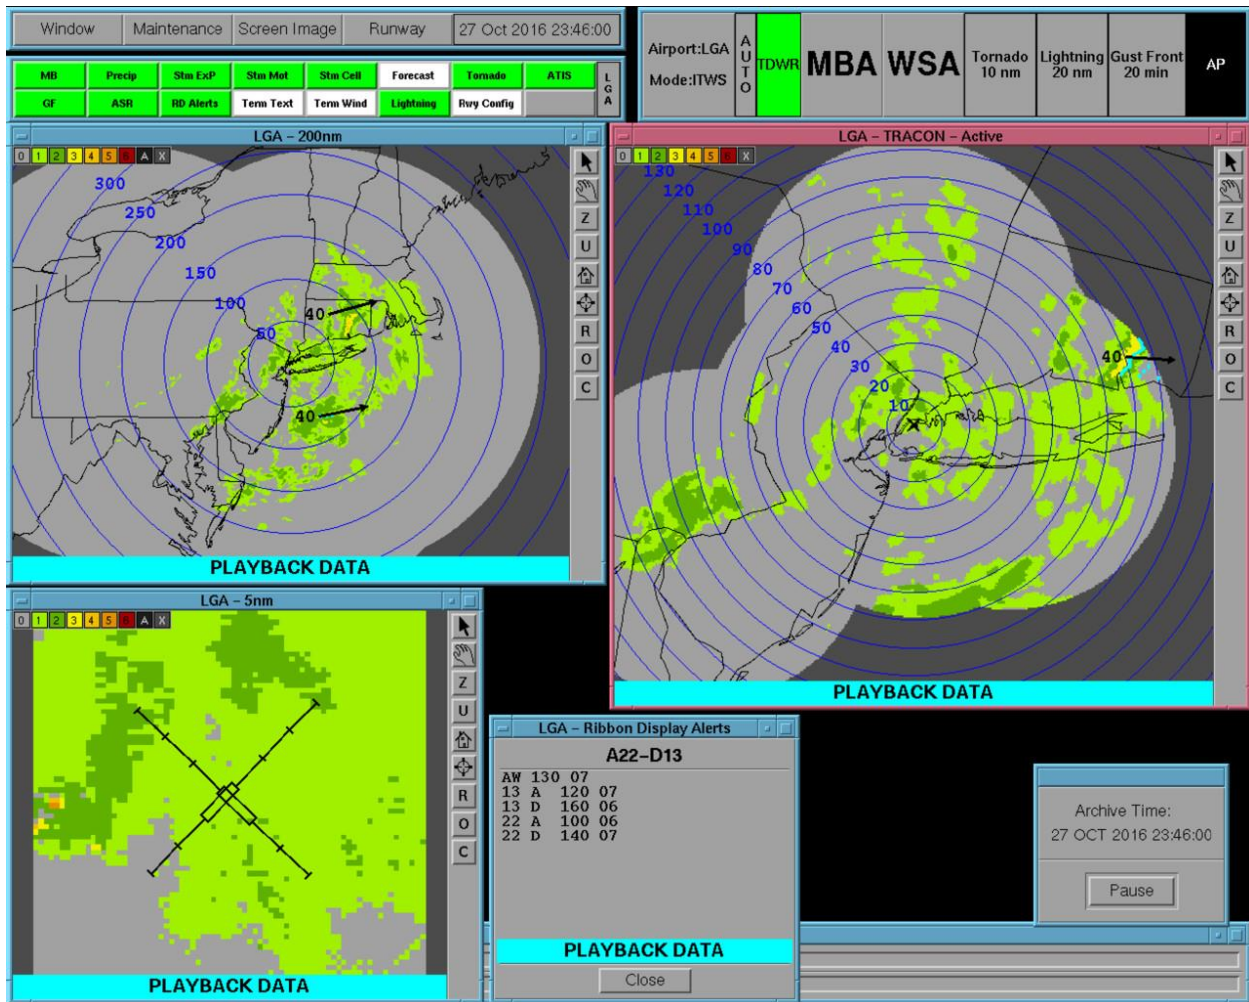 Window Maintenance Screen Image Runway 27 Oct 2016 23:46:00
MB Precip Stm ExP Stm Mot Stm Cell Forecast Tornado ATIS
GF ASR RD Alerts Term Text Term Wind Lightning Rwy Config
LGA
Airport:LGA
Mode:ITWS
AUTO
TDWR
MBA
WSA
Tornado
10 nm
Lightning
20 nm
Gust Front
20 min
AP
LGA – 200nm
0 1 2 3 4 5 6 A X
300
250
200
150
100
50
40
40
Z
U
R
O
C
PLAYBACK DATA
LGA – TRACON – Active
0 1 2 3 4 5 6 X
130
120
110
100
90
80
70
60
50
40
30
20
10
40
Z
U
R
O
C
PLAYBACK DATA
LGA – 5nm
0 1 2 3 4 5 6 A X
Z
U
R
O
C
PLAYBACK DATA
LGA – Ribbon Display Alerts
A22–D13
AW 130 07
13 A 120 07
13 D 160 06
22 A 100 06
22 D 140 07
PLAYBACK DATA
Close
Archive Time:
27 OCT 2016 23:46:00
Pause